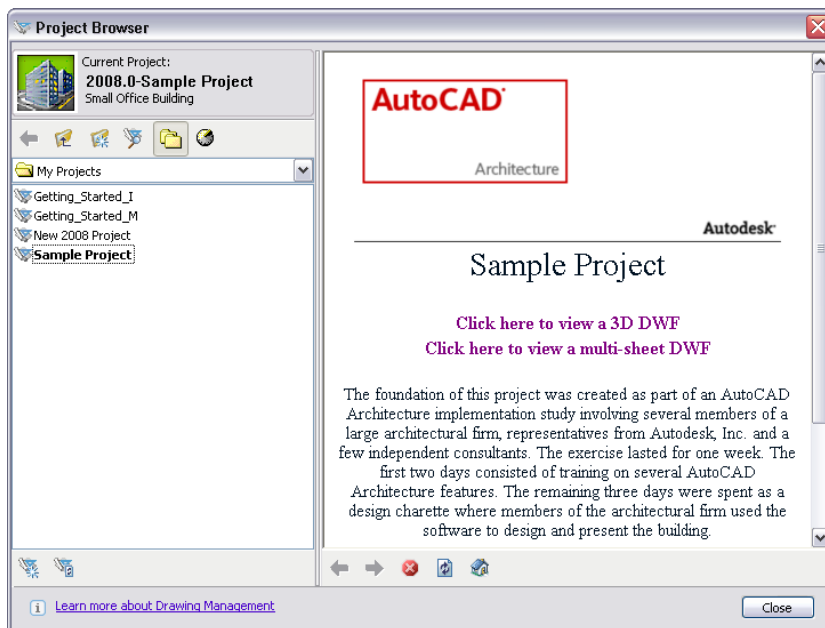 Project Browser
Current Project:
2008.0-Sample Project
Small Office Building
My Projects
Getting_Started_I
Getting_Started_M
New 2008 Project
Sample Project
AutoCAD
Architecture
Autodesk
Sample Project
Click here to view a 3D DWF
Click here to view a multi-sheet DWF
The foundation of this project was created as part of an AutoCAD
Architecture implementation study involving several members of a
large architectural firm, representatives from Autodesk, Inc. and a
few independent consultants. The exercise lasted for one week. The
first two days consisted of training on several AutoCAD
Architecture features. The remaining three days were spent as a
design charette where members of the architectural firm used the
software to design and present the building.
Learn more about Drawing Management
Close